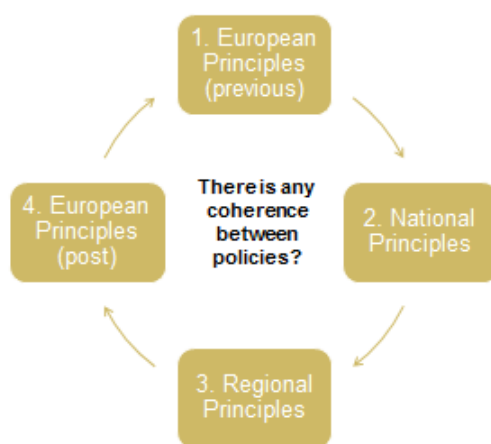 1. European
Principles
(previous)
There is any
coherence
between
policies?
4. European
Principles
(post)
2. National
Principles
3. Regional
Principles